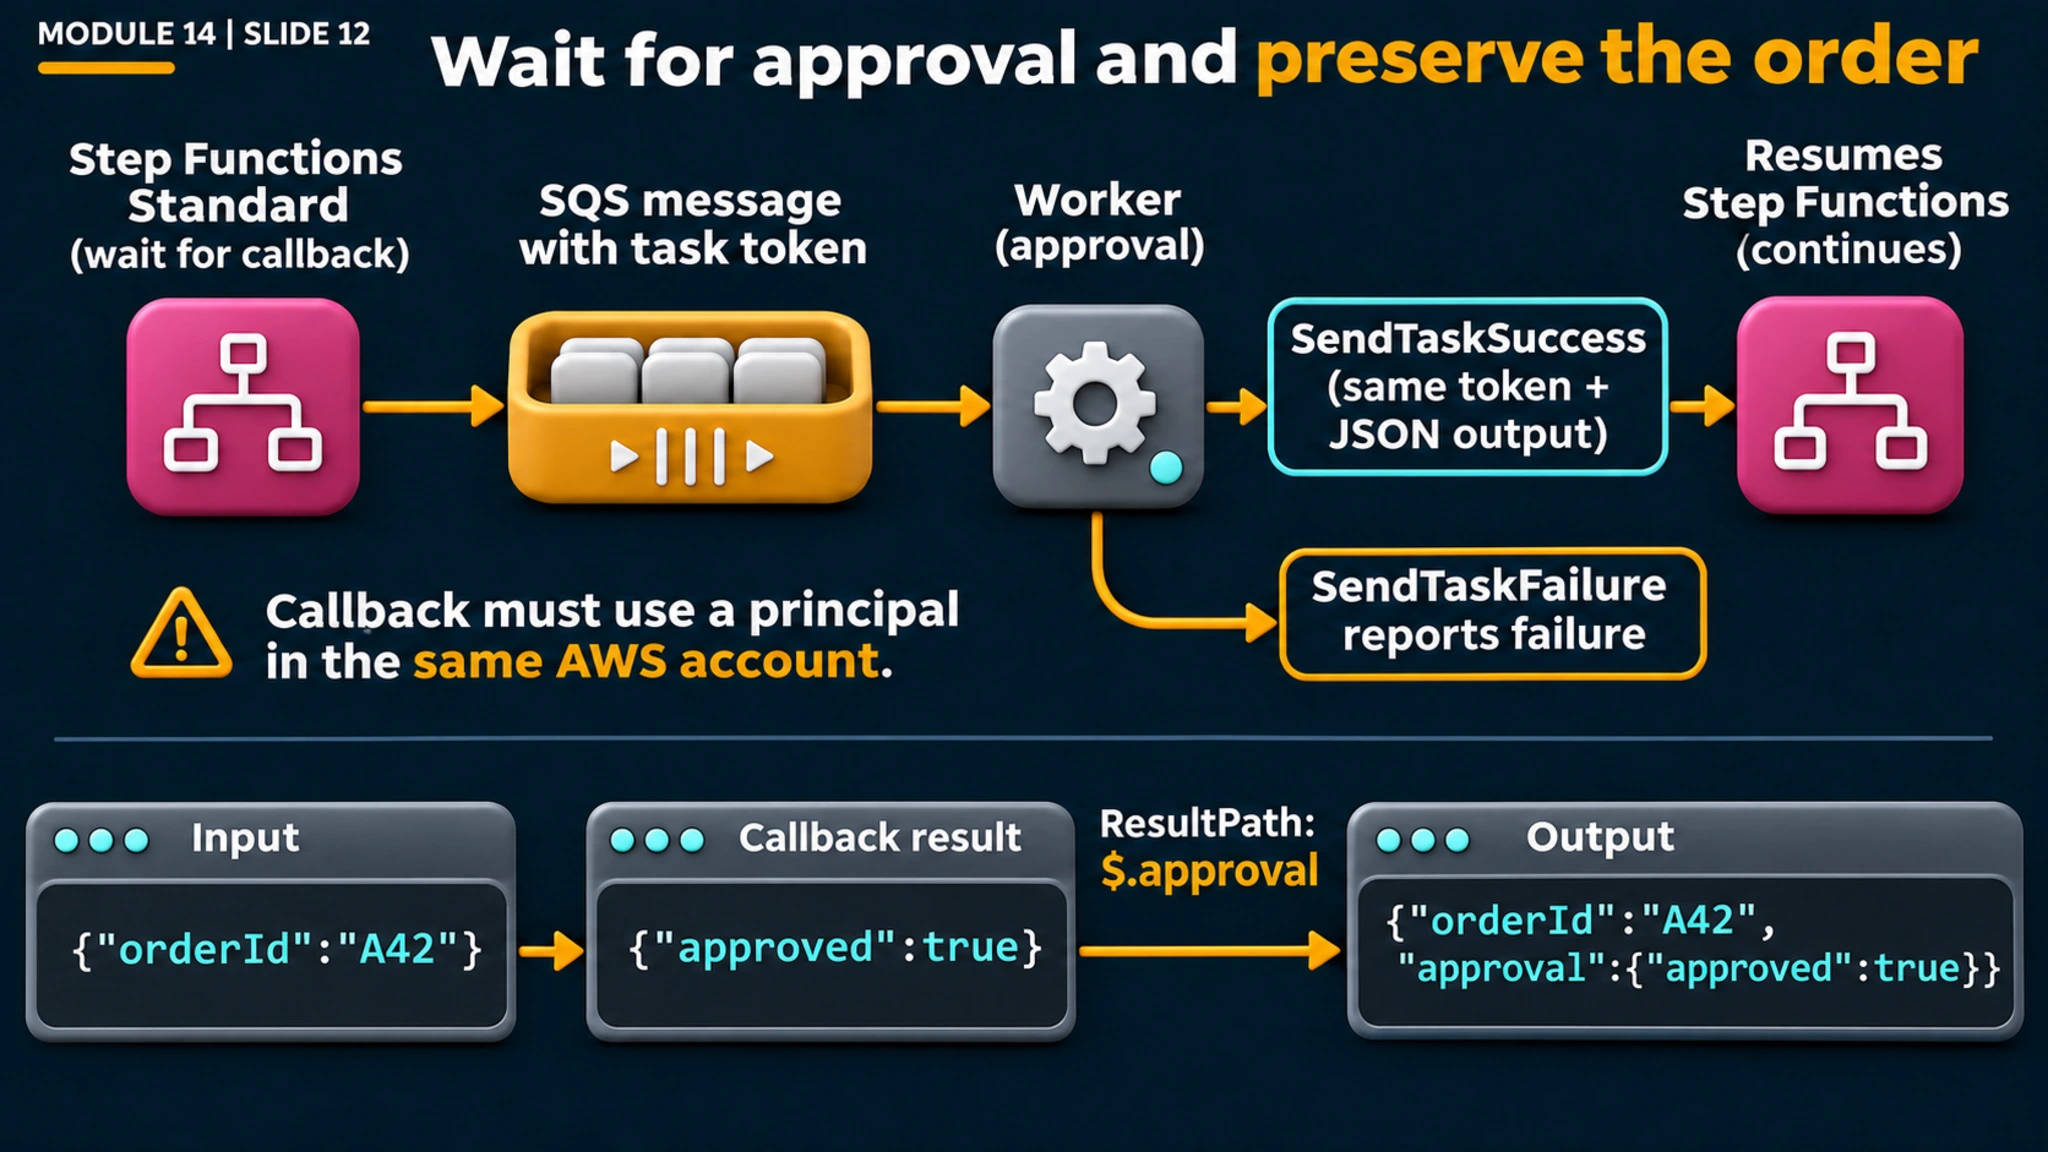 MODULE 14 | SLIDE 12
Wait for approval and preserve the order
Step Functions
Standard
(wait for callback)
SQS message
with task token
Worker
(approval)
SendTaskSuccess
(same token +
JSON output)
Resumes
Step Functions
(continues)
SendTaskFailure
reports failure
Callback must use a principal
in the same AWS account.
Input
{"orderId":"A42"}
Callback result
{"approved":true}
ResultPath:
$.approval
Output
{"orderId":"A42",
"approval":{"approved":true}}